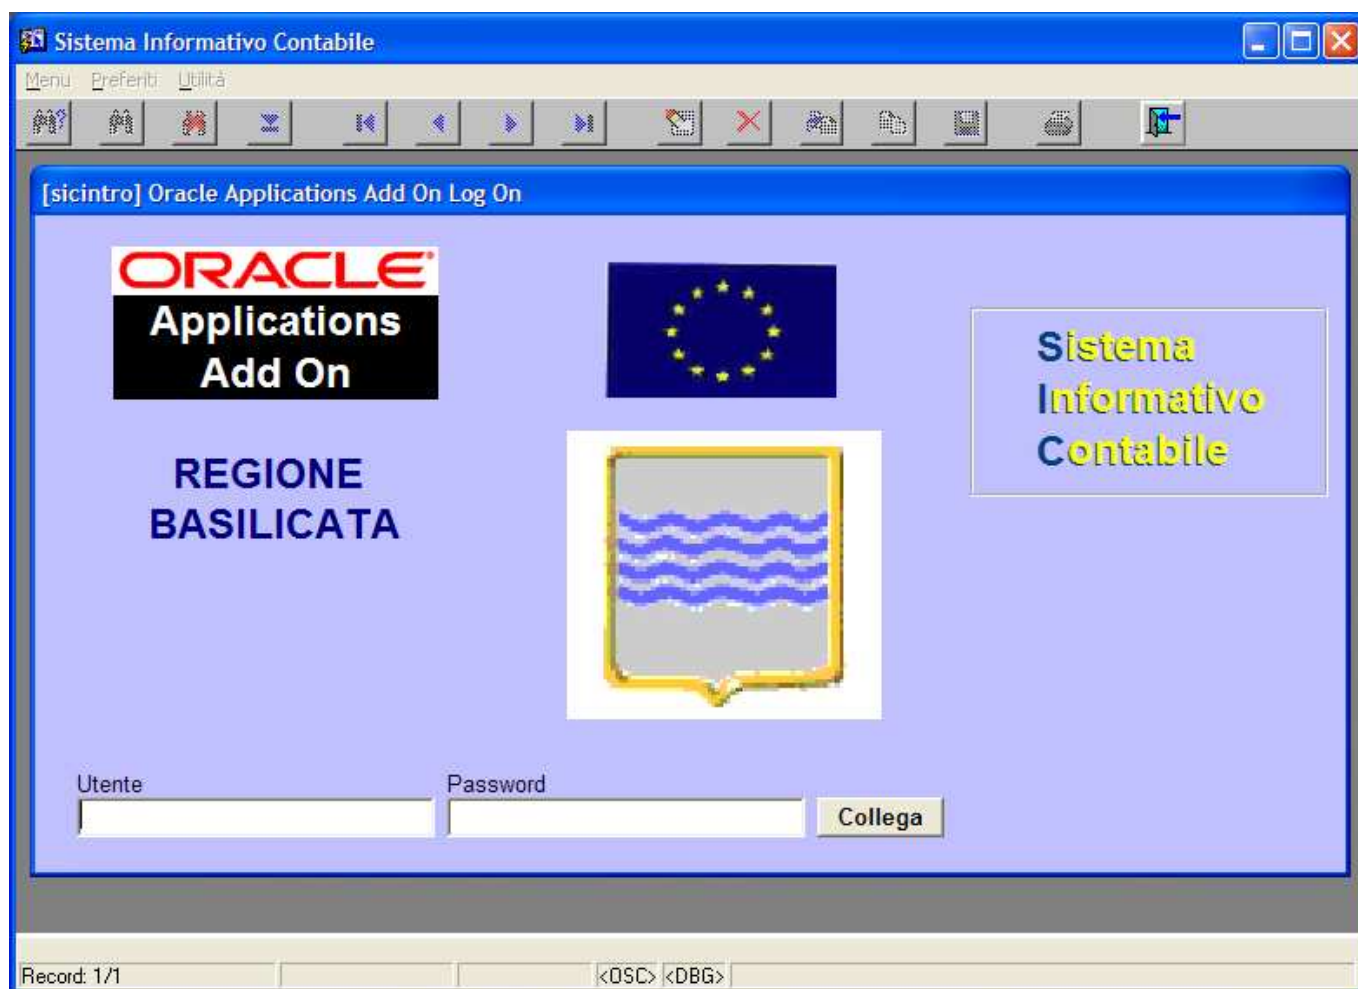 Sistema Informativo Contabile
Menu Preferiti Utilità
[sicintro] Oracle Applications Add On Log On
ORACLE®
Applications
Add On
REGIONE
BASILICATA
Sistema
Informativo
Contabile
Utente Password
Collega
Record: 1/1 <OSC> <DBG>